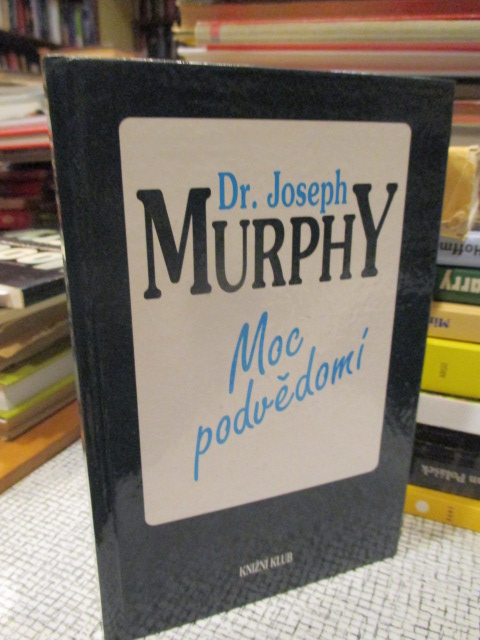 Dr. Joseph
MURPHY
Moc
podvědomí
KNIŽNÍ KLUB